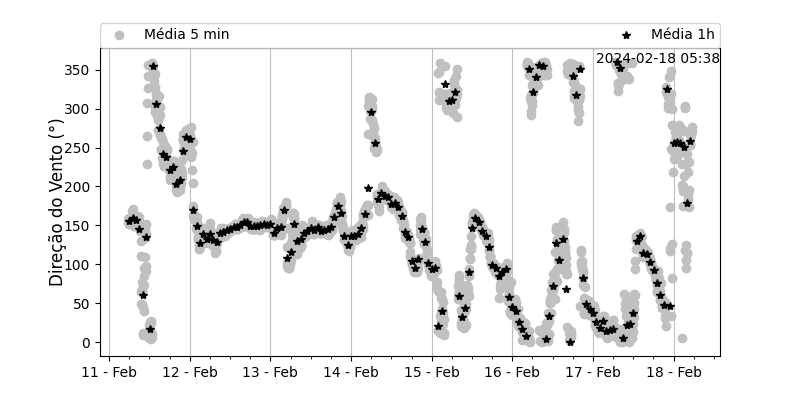 Média 5 min
Média 1h
2024-02-18 05:38
Direção do Vento (°)
350
300
250
200
150
100
50
0
11 - Feb
12 - Feb
13 - Feb
14 - Feb
15 - Feb
16 - Feb
17 - Feb
18 - Feb